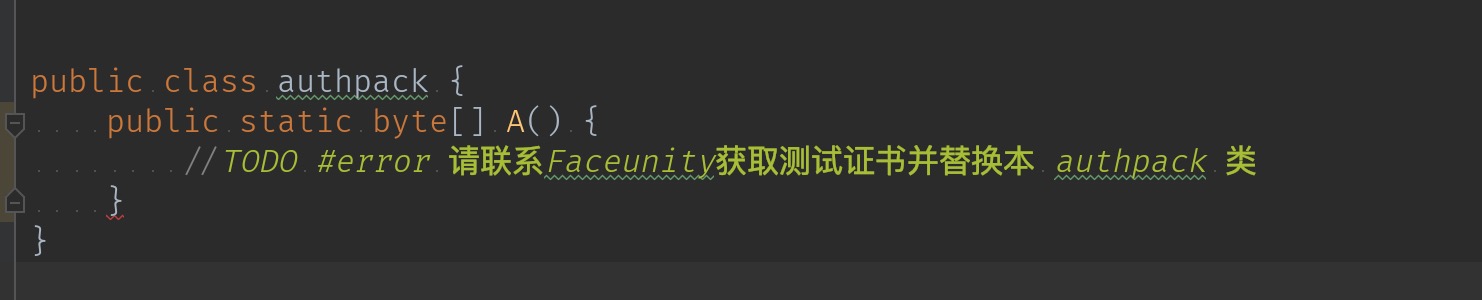 public class authpack {
    public static byte[] A() {
        //TODO #error 请联系Faceunity获取测试证书并替换本 authpack 类
    }
}